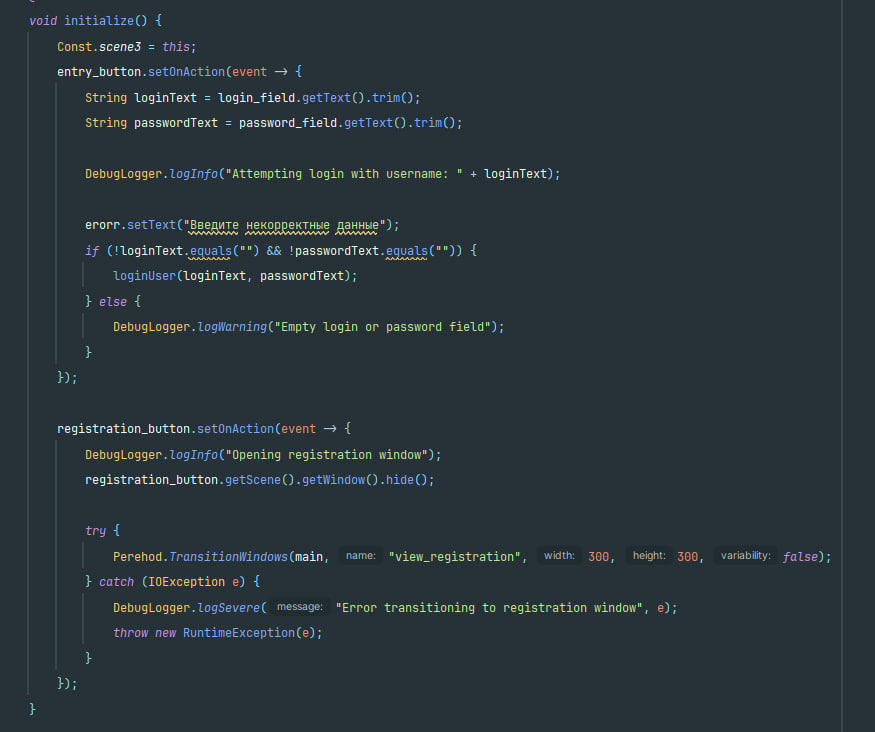 void initialize() {
Const.scene3 = this;
entry_button.setOnAction(event → {
String loginText = login_field.getText().trim();
String passwordText = password_field.getText().trim();
DebugLogger.logInfo("Attempting login with username: " + loginText);
erorr.setText("Введите некорректные данные");
if (!loginText.equals("") && !passwordText.equals("")) {
loginUser(loginText, passwordText);
} else {
DebugLogger.logWarning("Empty login or password field");
}
});
registration_button.setOnAction(event → {
DebugLogger.logInfo("Opening registration window");
registration_button.getScene().getWindow().hide();
try {
Perehod.TransitionWindows(main, name: "view_registration", width: 300, height: 300, variability: false);
} catch (IOException e) {
DebugLogger.logSevere( message: "Error transitioning to registration window", e);
throw new RuntimeException(e);
}
});
}